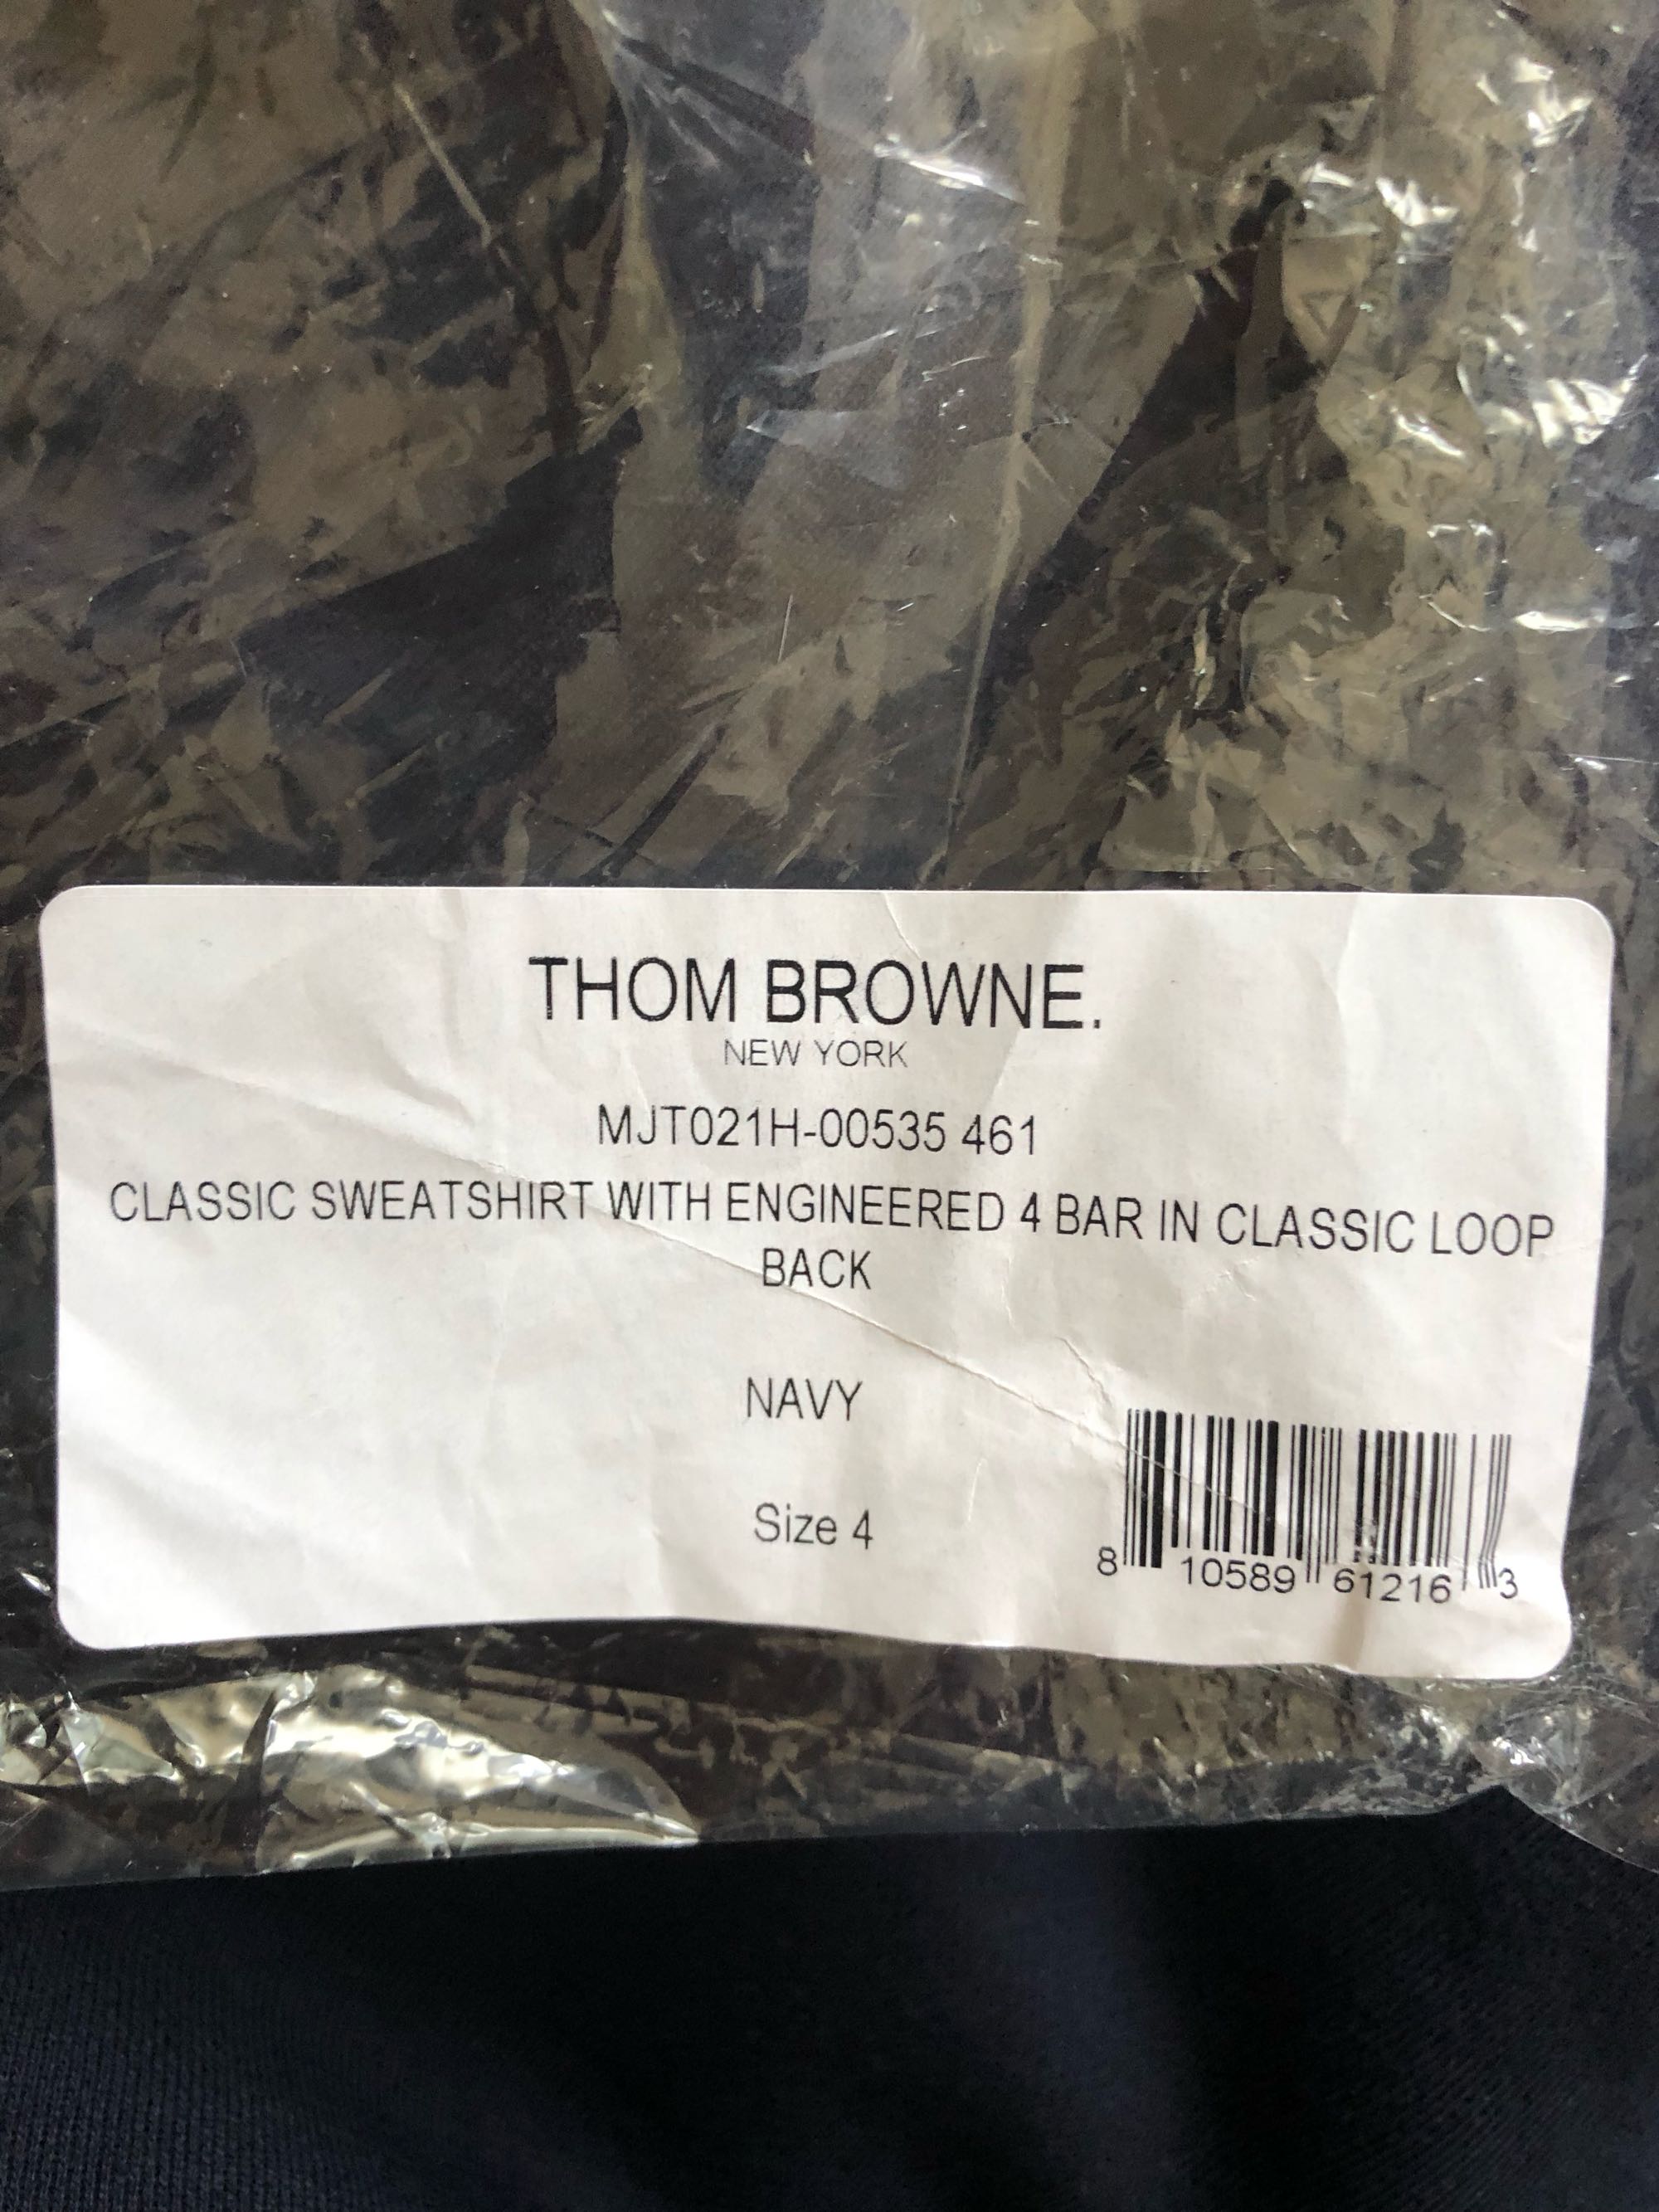 THOM BROWNE.
NEW YORK
MJT021H-00535 461
CLASSIC SWEATSHIRT WITH ENGINEERED 4 BAR IN CLASSIC LOOP
BACK
NAVY
Size 4
8 10589 61216 3